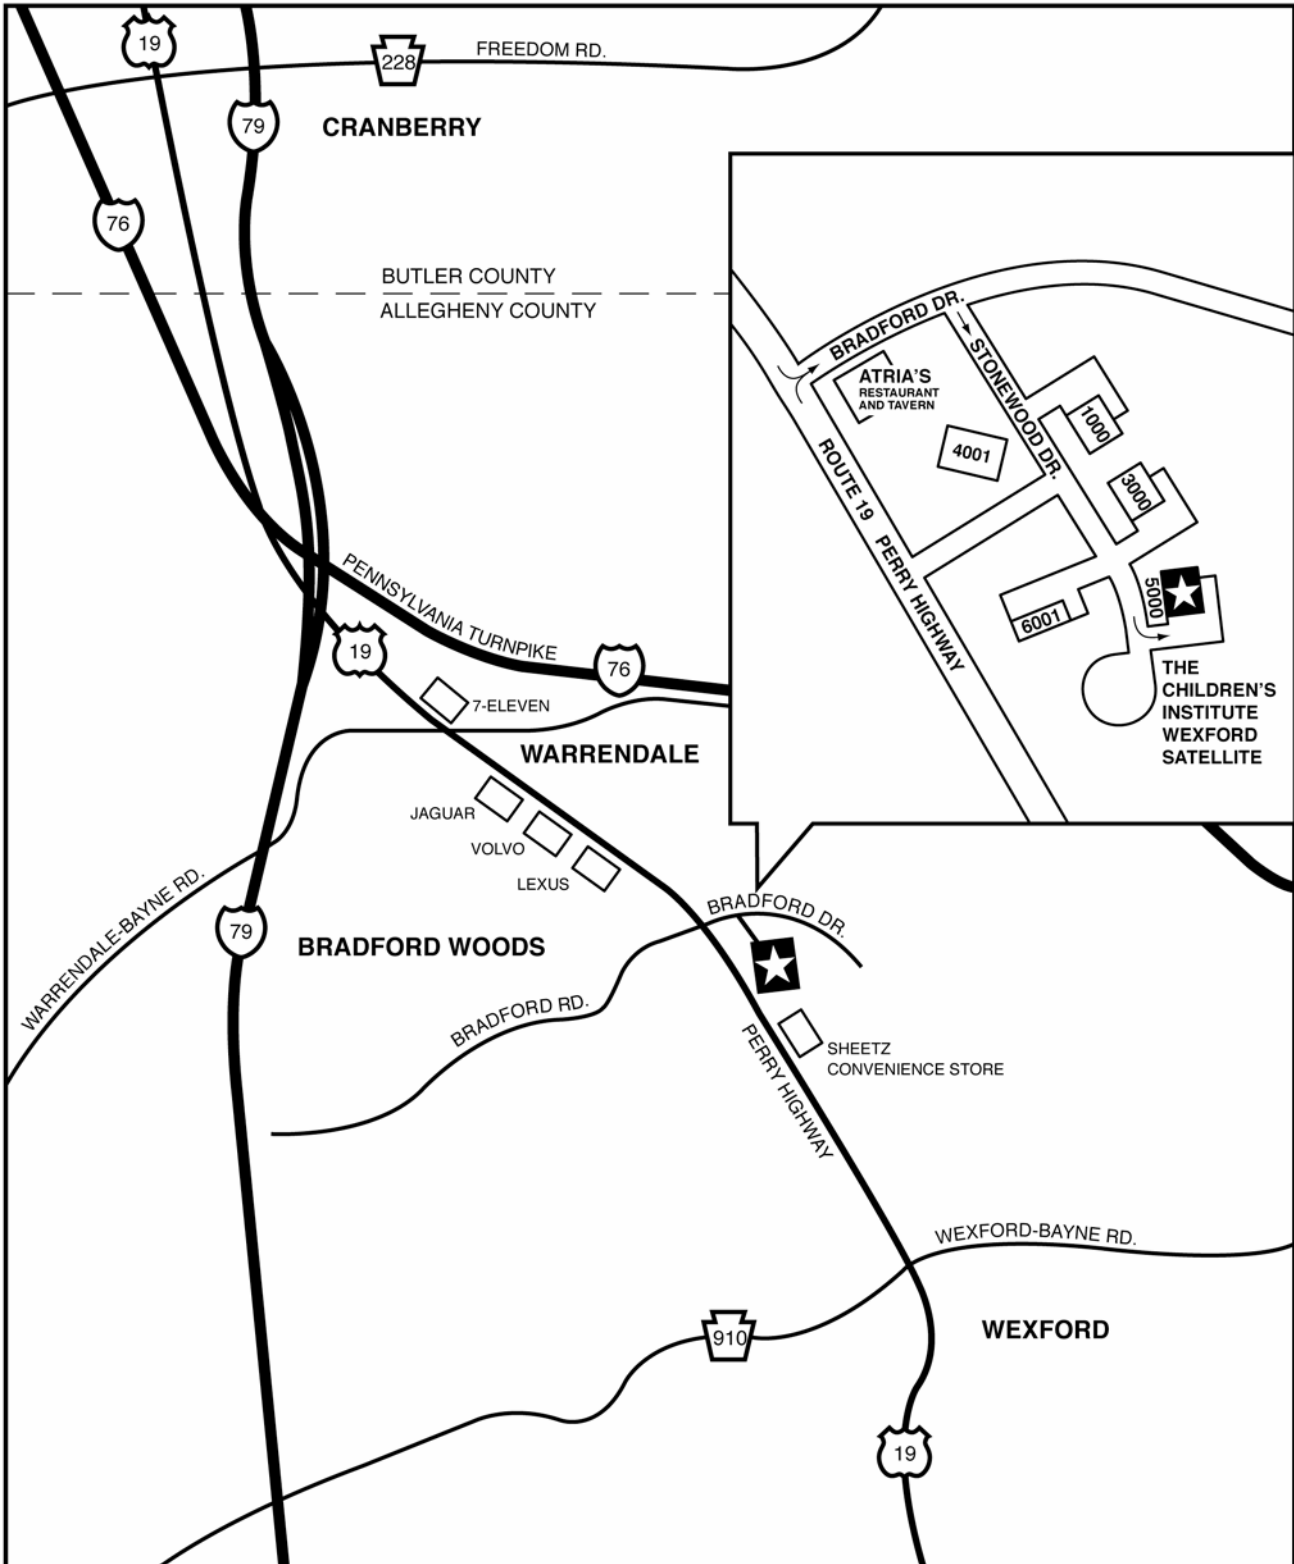 19
228
FREEDOM RD.
79
CRANBERRY
76
BUTLER COUNTY
ALLEGHENY COUNTY
BRADFORD DR.
STONEWOOD DR.
ATRIA'S
RESTAURANT
AND TAVERN
1000
4001
3000
ROUTE 19 PERRY HIGHWAY
5000
6001
THE
CHILDREN'S
INSTITUTE
WEXFORD
SATELLITE
PENNSYLVANIA TURNPIKE
19
76
7-ELEVEN
WARRENDALE
JAGUAR
VOLVO
LEXUS
WARRENDALE-BAYNE RD.
79
BRADFORD WOODS
BRADFORD DR.
BRADFORD RD.
SHEETZ
CONVENIENCE STORE
PERRY HIGHWAY
WEXFORD-BAYNE RD.
910
WEXFORD
19